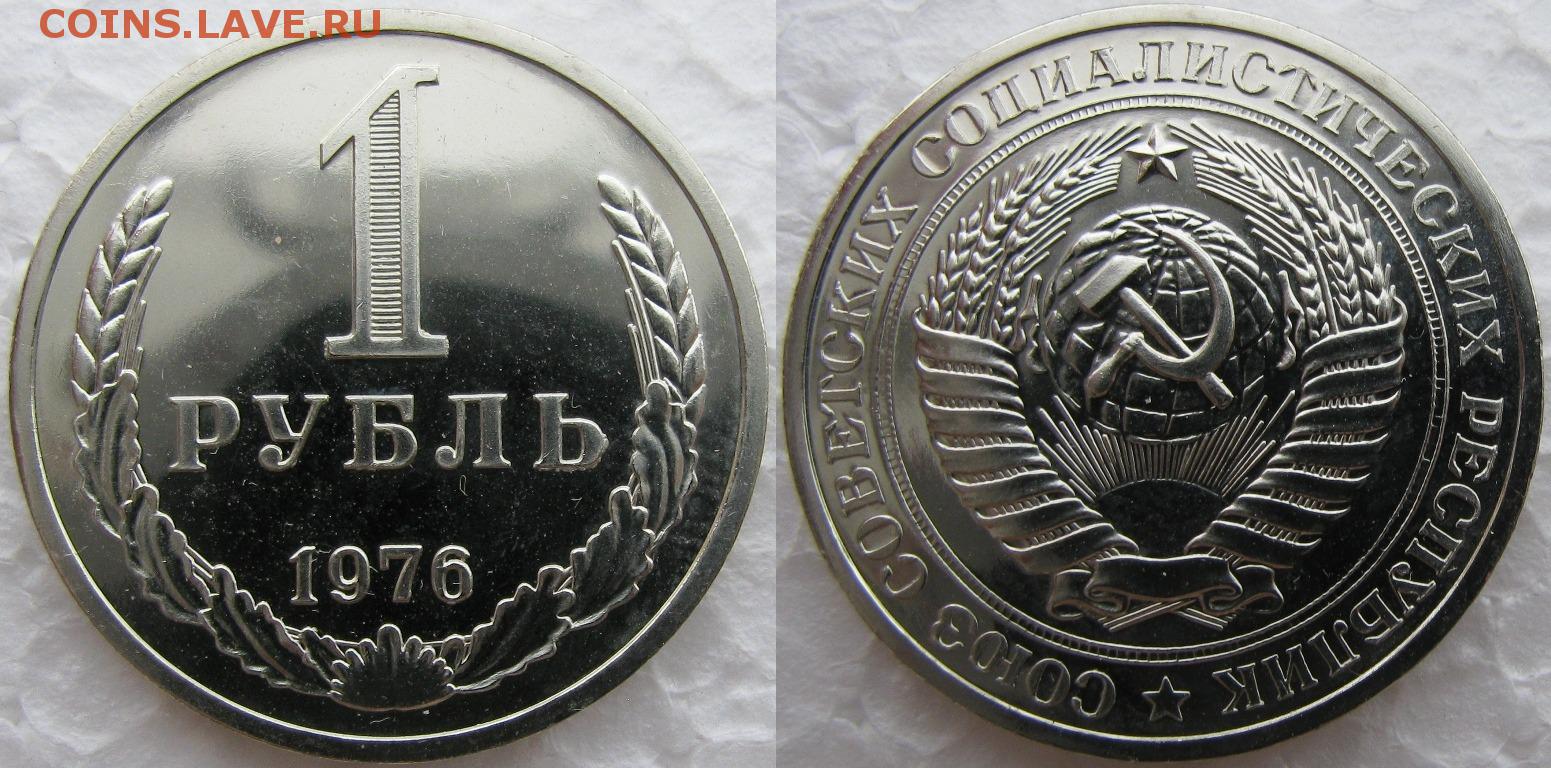 COINS.LAVE.RU
1
РУБЛЬ
1976
СОЮЗ СОВЕТСКИХ СОЦИАЛИСТИЧЕСКИХ РЕСПУБЛИК